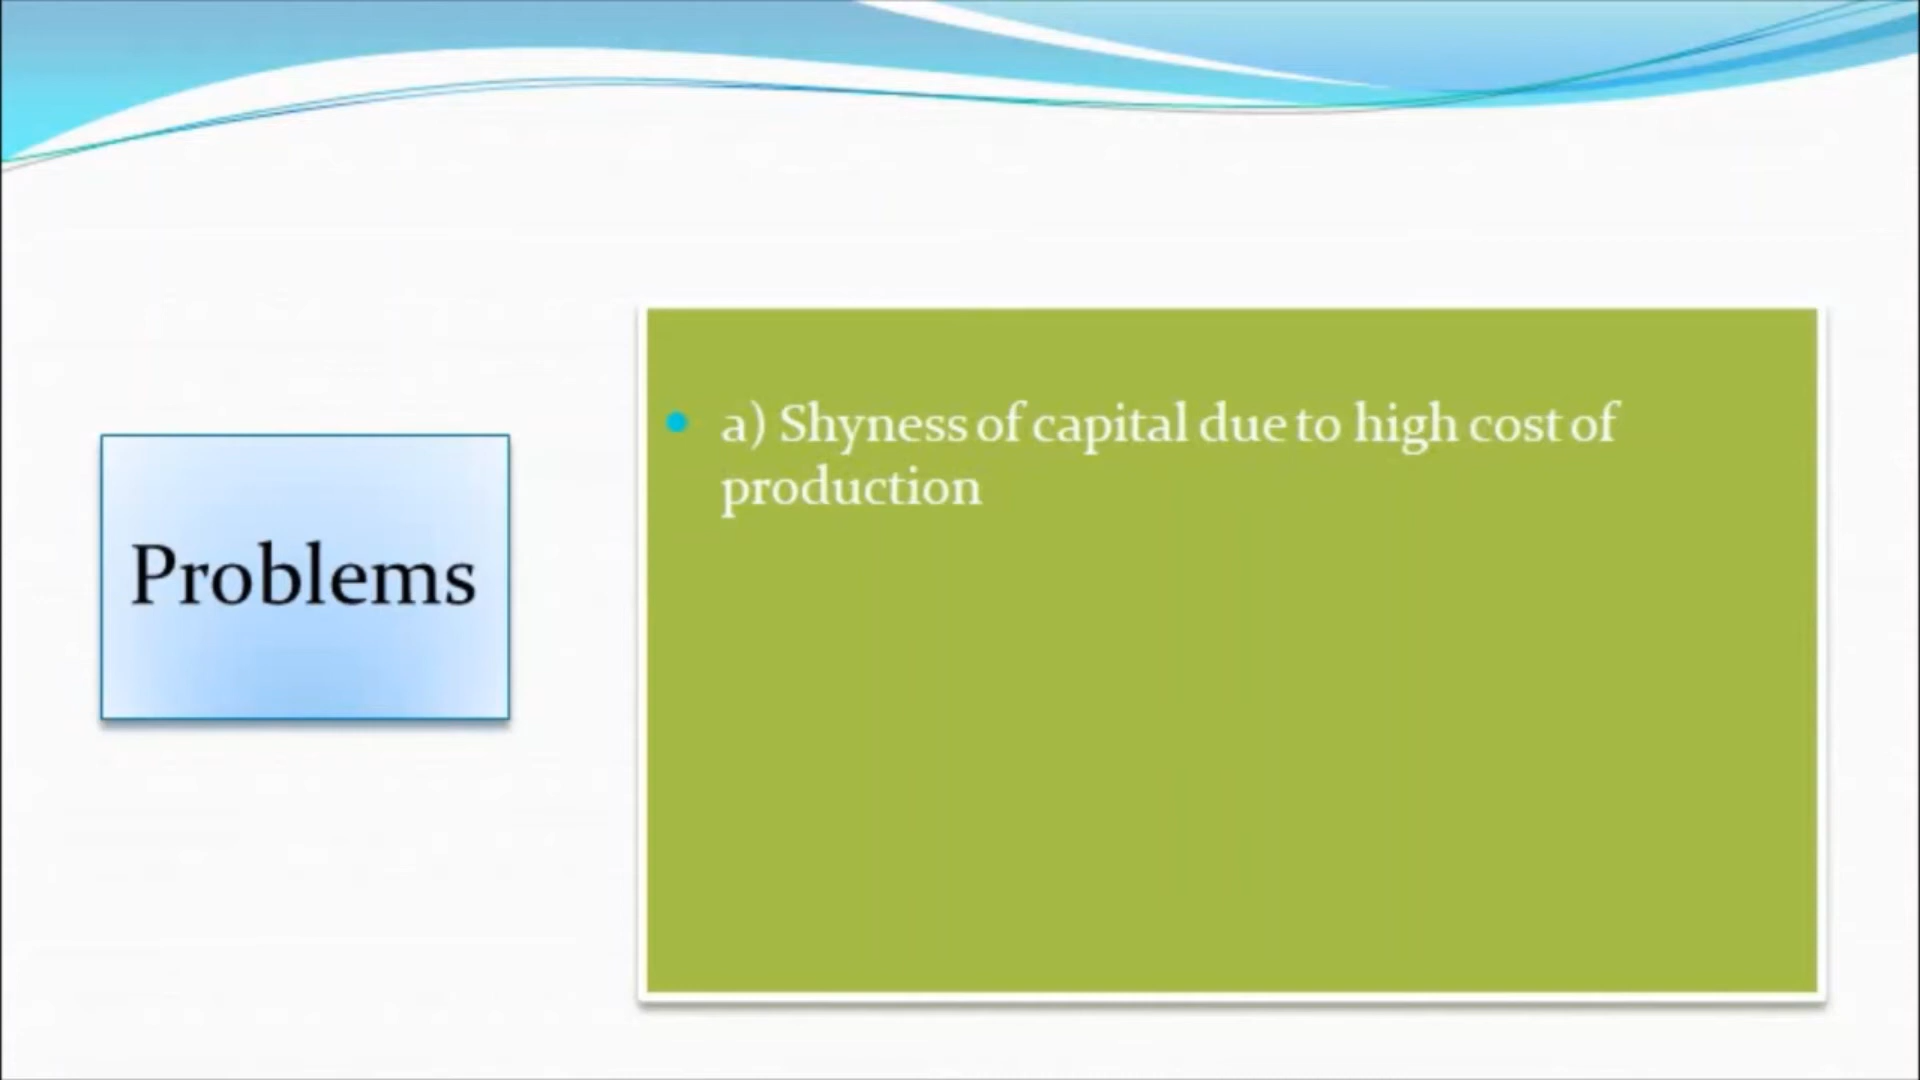 Problems
a) Shyness of capital due to high cost of
production